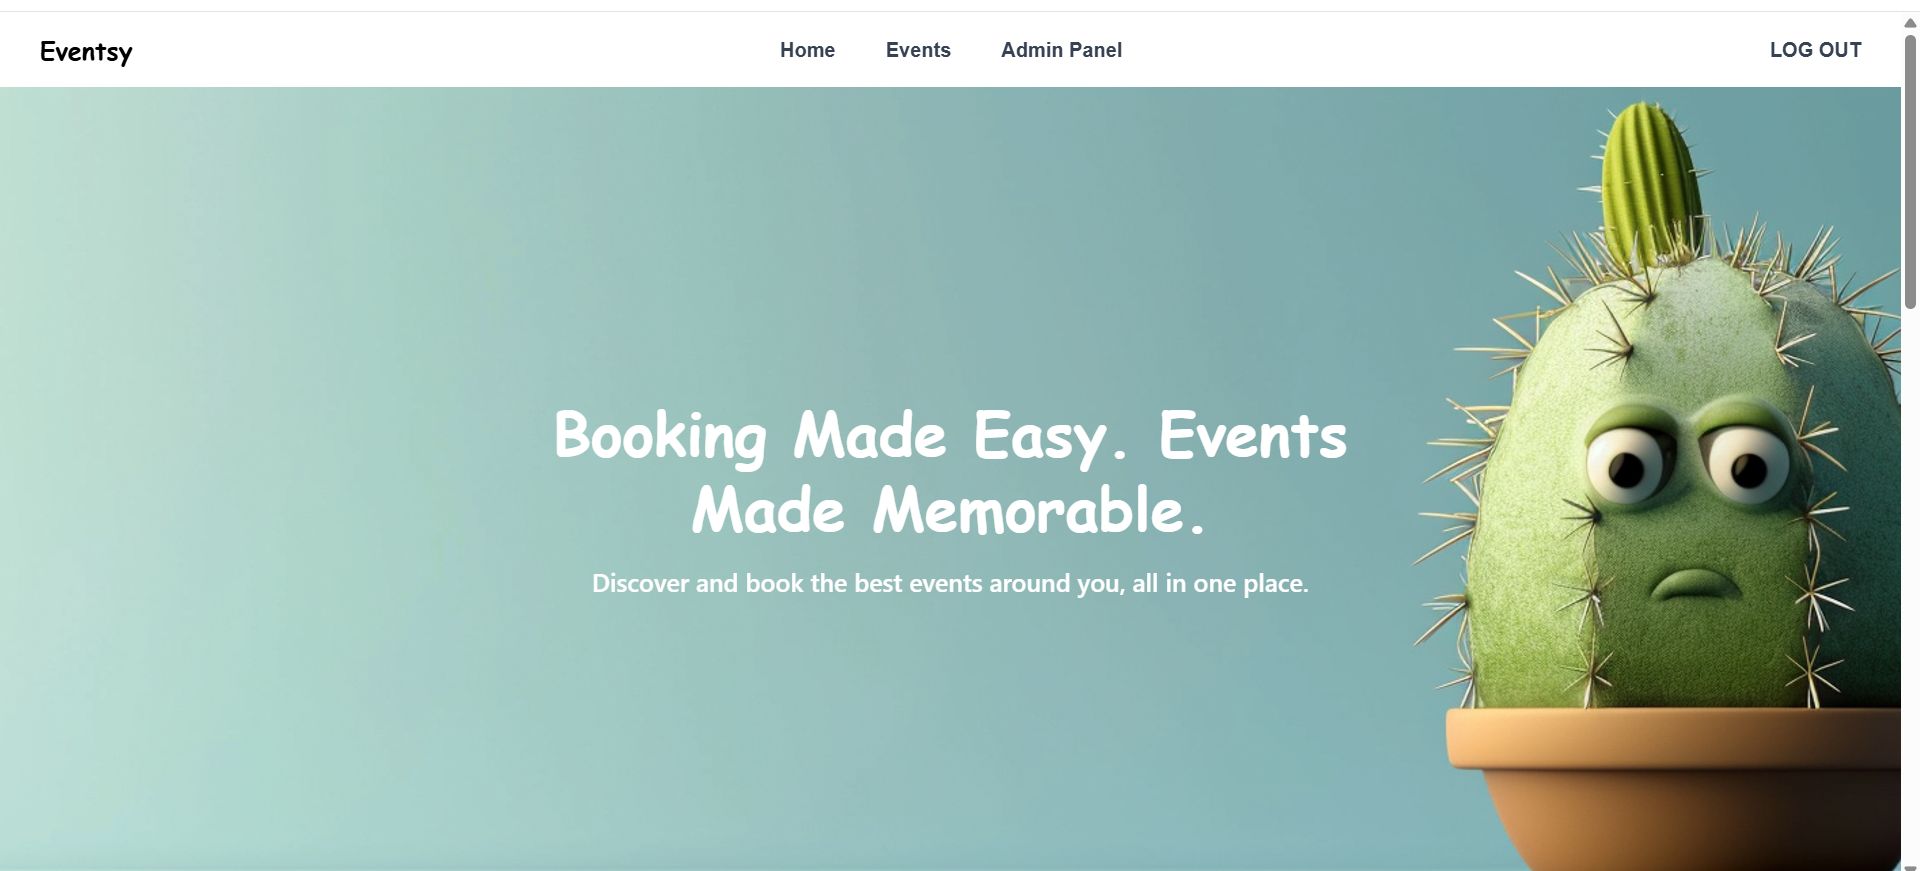 Eventsy
Home
Events
Admin Panel
LOG OUT
Booking Made Easy. Events
Made Memorable.
Discover and book the best events around you, all in one place.